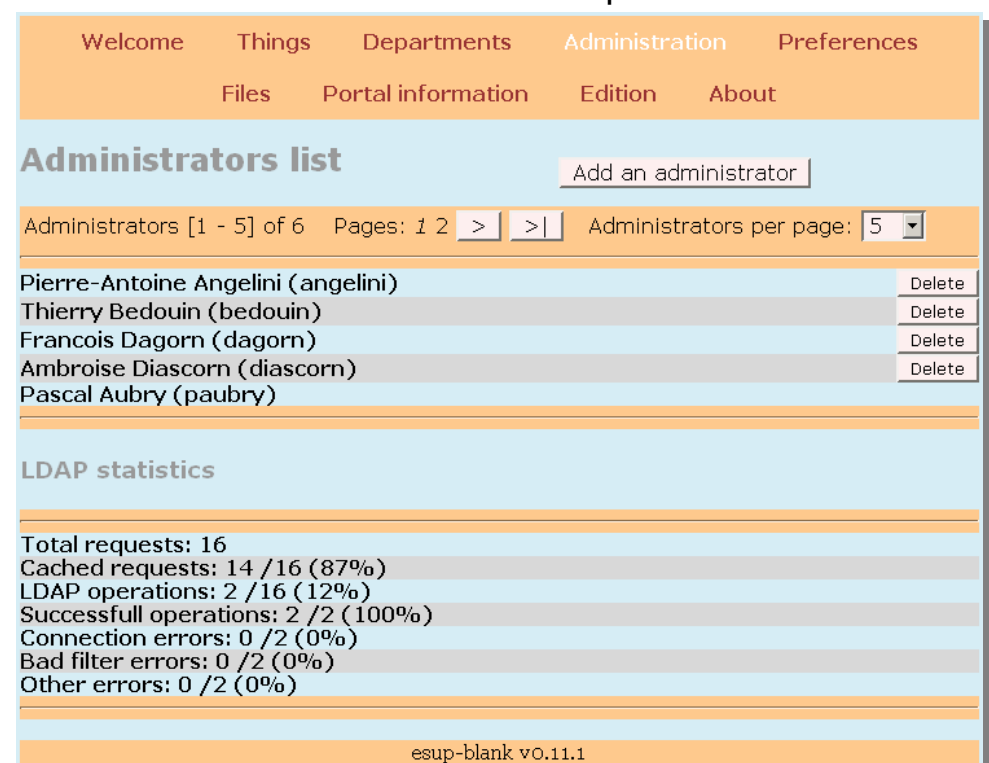 Welcome Things Departments Administration Preferences
Files Portal information Edition About
Administrators list Add an administrator
Administrators [1 - 5] of 6 Pages: 1 2 > >| Administrators per page: 5
Pierre-Antoine Angelini (angelini) Delete
Thierry Bedouin (bedouin) Delete
Francois Dagorn (dagorn) Delete
Ambroise Diascorn (diascorn) Delete
Pascal Aubry (paubry)
LDAP statistics
Total requests: 16
Cached requests: 14 /16 (87%)
LDAP operations: 2 /16 (12%)
Successfull operations: 2 /2 (100%)
Connection errors: 0 /2 (0%)
Bad filter errors: 0 /2 (0%)
Other errors: 0 /2 (0%)
esup-blank v0.11.1